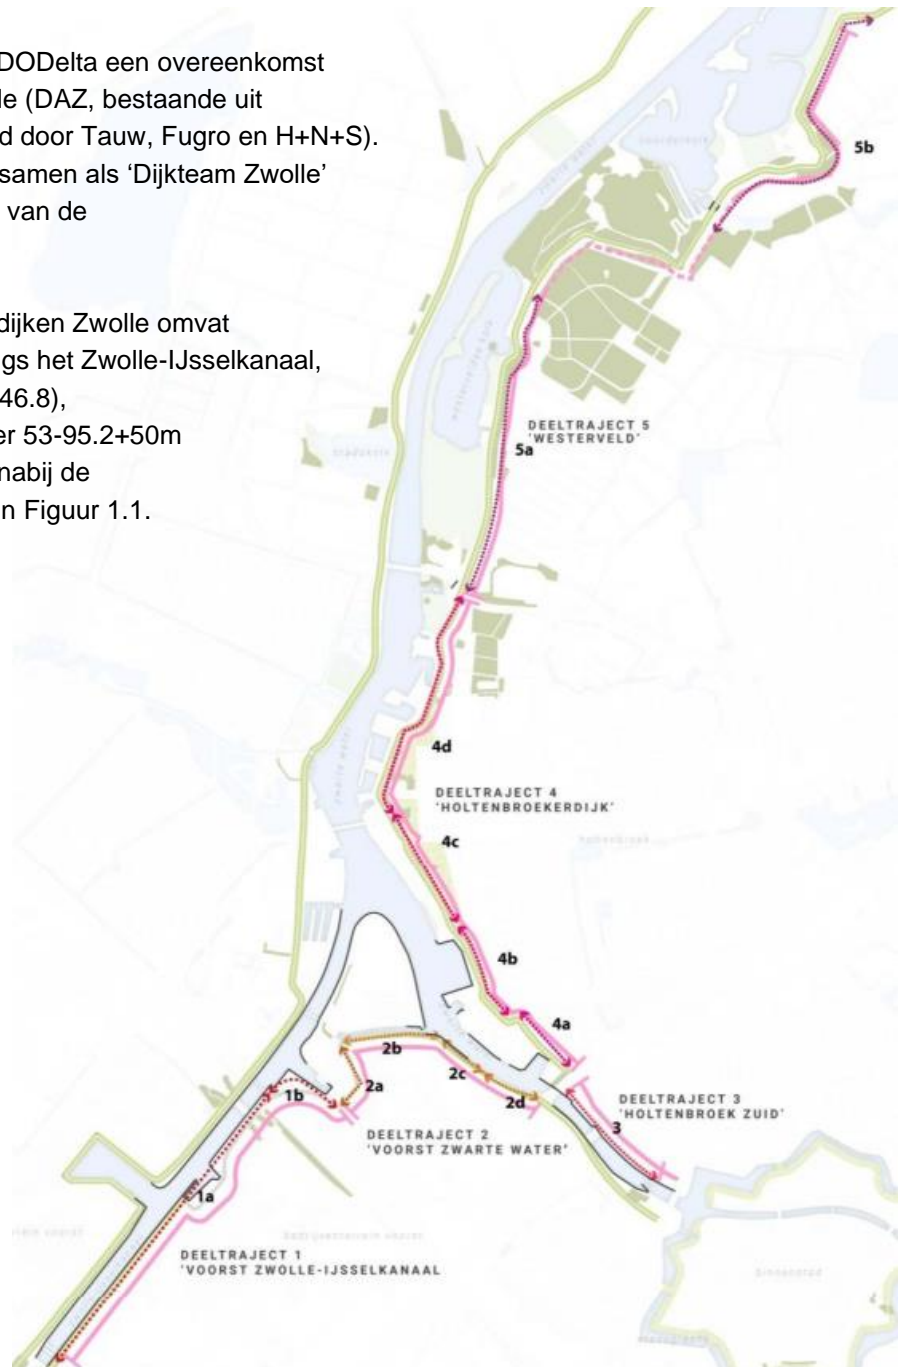 DODelta een overeenkomst
le (DAZ, bestaande uit
d door Tauw, Fugro en H+N+S).
samen als ‘Dijkteam Zwolle’
van de
dijken Zwolle omvat
gs het Zwolle-IJsselkanaal,
46.8),
er 53-95.2+50m
nabij de
n Figuur 1.1.
5b
DEELTRAJECT 5
'WESTERVELD'
5a
4d
DEELTRAJECT 4
'HOLTENBROEKERDIJK'
4c
4b
4a
2b
2c
2a
2d
1b
DEELTRAJECT 3
'HOLTENBROEK ZUID'
3
DEELTRAJECT 2
'VOORST ZWARTE WATER'
1a
DEELTRAJECT 1
'VOORST ZWOLLE-IJSSELKANAAL
binnenstad